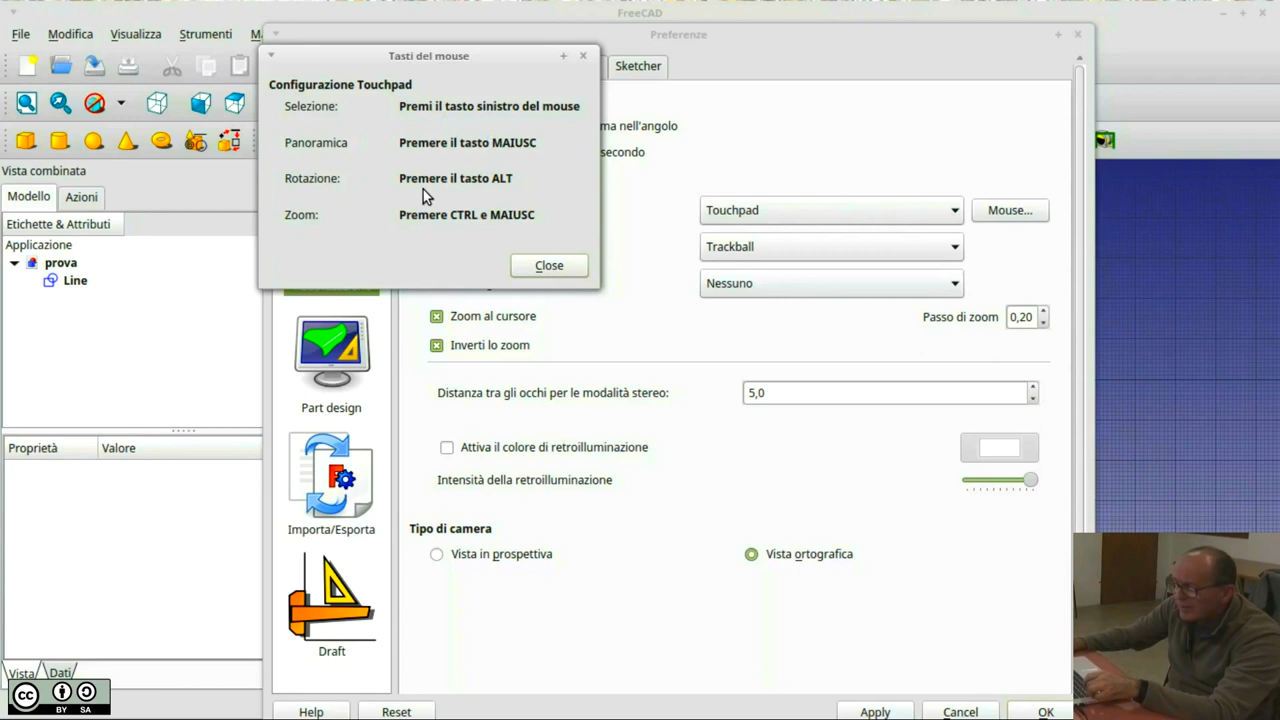 FreeCAD
File Modifica Visualizza Strumenti Ma
Preferenze
Tasti del mouse
Sketcher
Configurazione Touchpad
Selezione: Premi il tasto sinistro del mouse
Panoramica Premere il tasto MAIUSC
Rotazione: Premere il tasto ALT
Zoom: Premere CTRL e MAIUSC
Close
ma nell'angolo
secondo
Touchpad Mouse...
Trackball
Nessuno
Zoom al cursore Passo di zoom 0,20
Inverti lo zoom
Distanza tra gli occhi per le modalità stereo: 5,0
Attiva il colore di retroilluminazione
Intensità della retroilluminazione
Tipo di camera
Vista in prospettiva Vista ortografica
Vista combinata
Modello Azioni
Etichette & Attributi
Applicazione
prova
Line
Proprietà Valore
Vista Dati
Part design
Importa/Esporta
Draft
Help Reset Apply Cancel OK
cc BY SA